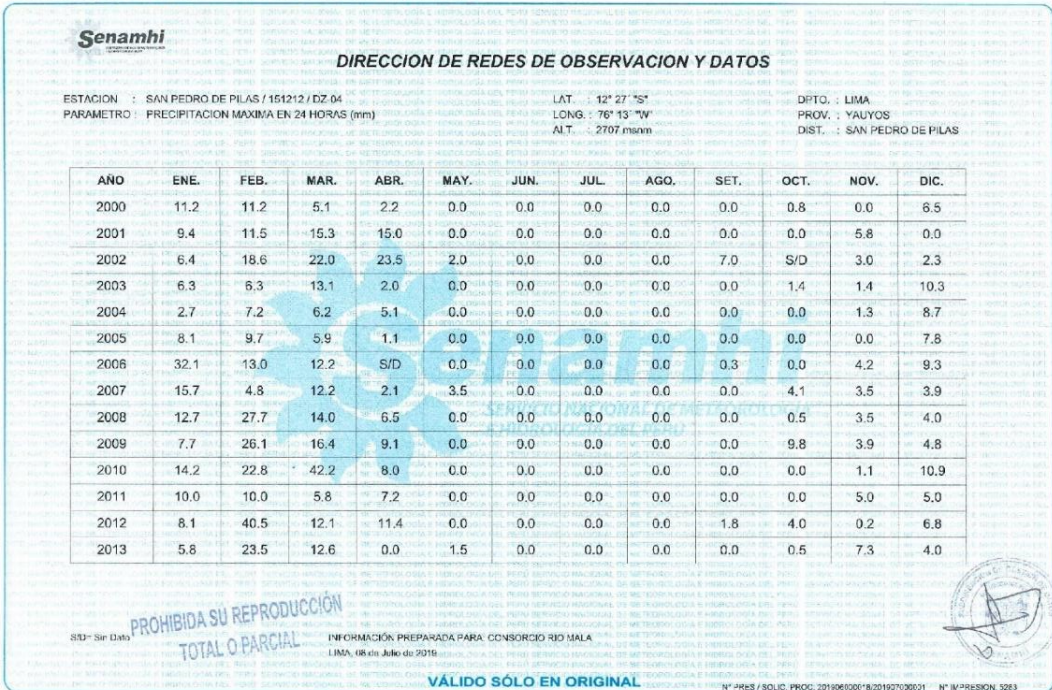 Senamhi
DIRECCION DE REDES DE OBSERVACION Y DATOS
ESTACION : SAN PEDRO DE PILAS / 151212 / DZ-04 LAT. : 12° 27' "S" DPTO. : LIMA
PARAMETRO : PRECIPITACION MAXIMA EN 24 HORAS (mm) LONG. : 76° 13' "W" PROV. : YAUYOS
ALT. : 2707 msnm DIST. : SAN PEDRO DE PILAS
AÑO ENE. FEB. MAR. ABR. MAY. JUN. JUL. AGO. SET. OCT. NOV. DIC.
2000 11.2 11.2 5.1 2.2 0.0 0.0 0.0 0.0 0.0 0.8 0.0 6.5
2001 9.4 11.5 15.3 15.0 0.0 0.0 0.0 0.0 0.0 0.0 5.8 0.0
2002 6.4 18.6 22.0 23.5 2.0 0.0 0.0 0.0 7.0 S/D 3.0 2.3
2003 6.3 6.3 13.1 2.0 0.0 0.0 0.0 0.0 0.0 1.4 1.4 10.3
2004 2.7 7.2 6.2 5.1 0.0 0.0 0.0 0.0 0.0 0.0 1.3 8.7
2005 8.1 9.7 5.9 1.1 0.0 0.0 0.0 0.0 0.0 0.0 0.0 7.8
2006 32.1 13.0 12.2 S/D 0.0 0.0 0.0 0.0 0.3 0.0 4.2 9.3
2007 15.7 4.8 12.2 2.1 3.5 0.0 0.0 0.0 0.0 4.1 3.5 3.9
2008 12.7 27.7 14.0 6.5 0.0 0.0 0.0 0.0 0.0 0.5 3.5 4.0
2009 7.7 26.1 16.4 9.1 0.0 0.0 0.0 0.0 0.0 9.8 3.9 4.8
2010 14.2 22.8 42.2 8.0 0.0 0.0 0.0 0.0 0.0 0.0 1.1 10.9
2011 10.0 10.0 5.8 7.2 0.0 0.0 0.0 0.0 0.0 0.0 5.0 5.0
2012 8.1 40.5 12.1 11.4 0.0 0.0 0.0 0.0 1.8 4.0 0.2 6.8
2013 5.8 23.5 12.6 0.0 1.5 0.0 0.0 0.0 0.0 0.5 7.3 4.0
Senamhi
SERVICIO NACIONAL DE METEOROLOGIA
E HIDROLOGIA DEL PERU
PROHIBIDA SU REPRODUCCIÓN
TOTAL O PARCIAL
S/D= Sin Dato
INFORMACIÓN PREPARADA PARA: CONSORCIO RIO MALA
LIMA, 08 de Julio de 2019
VÁLIDO SÓLO EN ORIGINAL
N° PRES / SOLIC. PROC. 201906000018/201907000001 N° IMPRESION. 5283